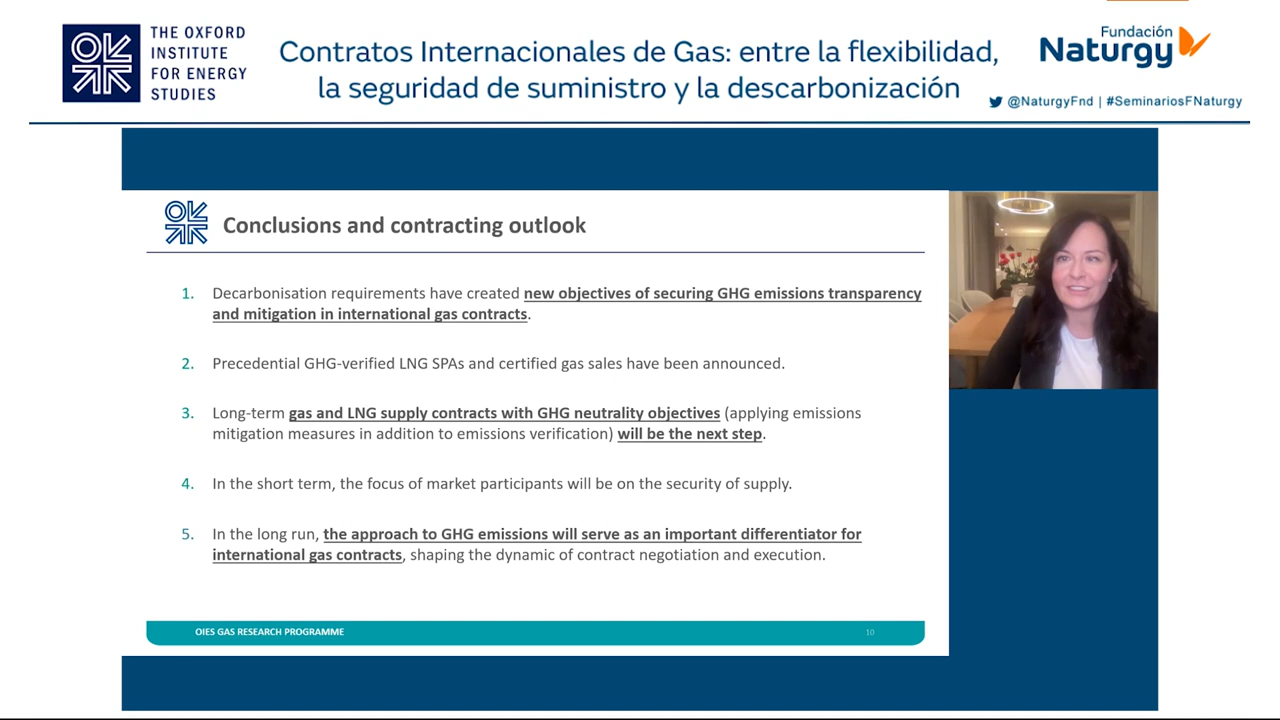 THE OXFORD
INSTITUTE
FOR ENERGY
STUDIES
Contratos Internacionales de Gas: entre la flexibilidad,
la seguridad de suministro y la descarbonización
Fundación
Naturgy
@NaturgyFnd | #SeminariosFNaturgy
Conclusions and contracting outlook
1. Decarbonisation requirements have created new objectives of securing GHG emissions transparency
and mitigation in international gas contracts.
2. Precedential GHG-verified LNG SPAs and certified gas sales have been announced.
3. Long-term gas and LNG supply contracts with GHG neutrality objectives (applying emissions
mitigation measures in addition to emissions verification) will be the next step.
4. In the short term, the focus of market participants will be on the security of supply.
5. In the long run, the approach to GHG emissions will serve as an important differentiator for
international gas contracts, shaping the dynamic of contract negotiation and execution.
OIES GAS RESEARCH PROGRAMME
10